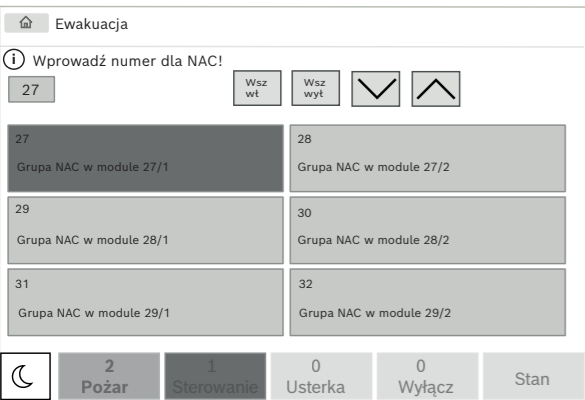 Ewakuacja
i Wprowadź numer dla NAC!
27
Wsz wł
Wsz wył
27
Grupa NAC w module 27/1
28
Grupa NAC w module 27/2
29
Grupa NAC w module 28/1
30
Grupa NAC w module 28/2
31
Grupa NAC w module 29/1
32
Grupa NAC w module 29/2
2
Pożar
1
Sterowanie
0
Usterka
0
Wyłącz
Stan